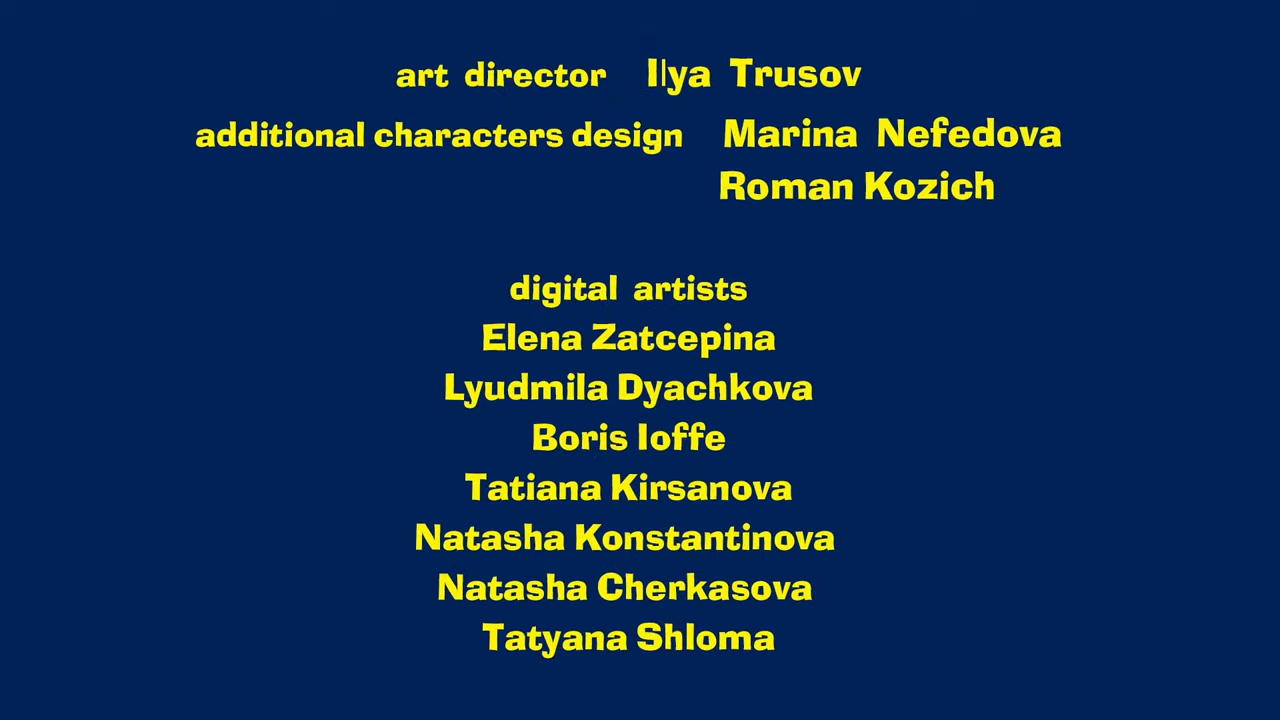 art director Ilya Trusov
additional characters design Marina Nefedova
Roman Kozich
digital artists
Elena Zatcepina
Lyudmila Dyachkova
Boris Ioffe
Tatiana Kirsanova
Natasha Konstantinova
Natasha Cherkasova
Tatyana Shloma